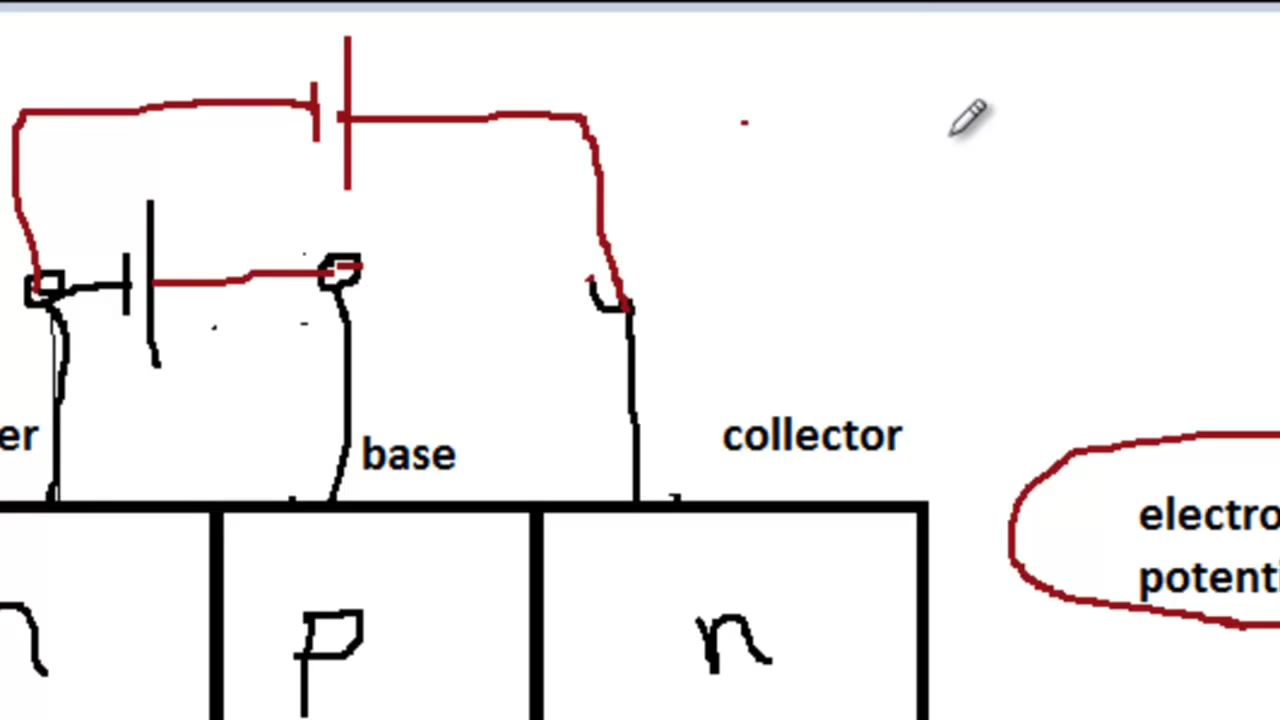 er
base
collector
electro
potenti
n
p
n